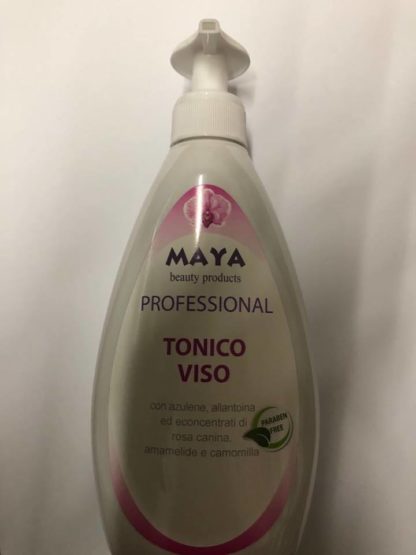 MAYA
beauty products
PROFESSIONAL
TONICO
VISO
con azulene, allantoina
ed econcentrati di
rosa canina,
amamelide e camomilla
PARABEN
FREE